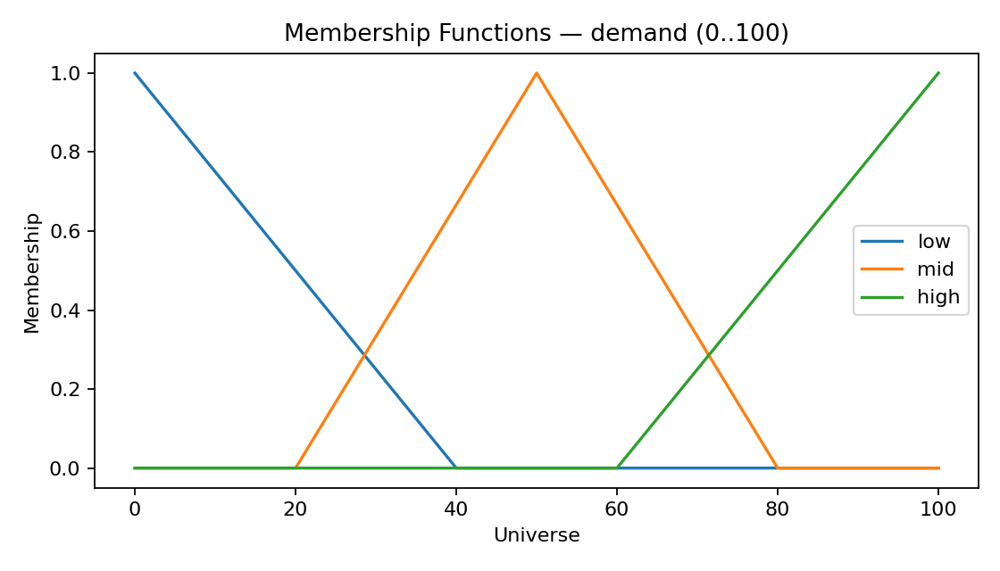 Membership Functions — demand (0..100)
Membership
1.0
0.8
0.6
0.4
0.2
0.0
low
mid
high
0 20 40 60 80 100
Universe